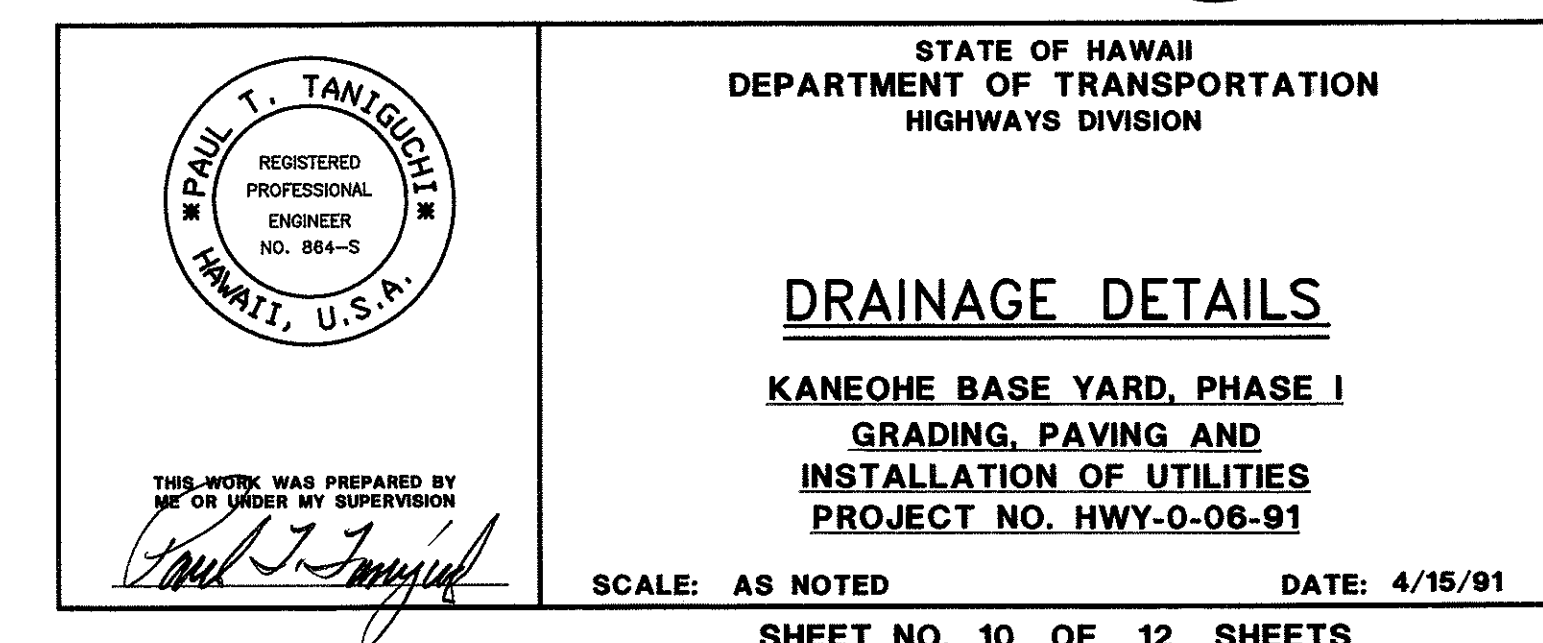 PAUL T. TANIGUCHI
REGISTERED
PROFESSIONAL
ENGINEER
NO. 864-S
*HAWAII, U.S.A.*
THIS WORK WAS PREPARED BY
ME OR UNDER MY SUPERVISION
Paul T. Taniguchi
STATE OF HAWAII
DEPARTMENT OF TRANSPORTATION
HIGHWAYS DIVISION
DRAINAGE DETAILS
KANEOHE BASE YARD, PHASE I
GRADING, PAVING AND
INSTALLATION OF UTILITIES
PROJECT NO. HWY-0-06-91
SCALE: AS NOTED
DATE: 4/15/91
SHEET NO. 10 OF 12 SHEETS